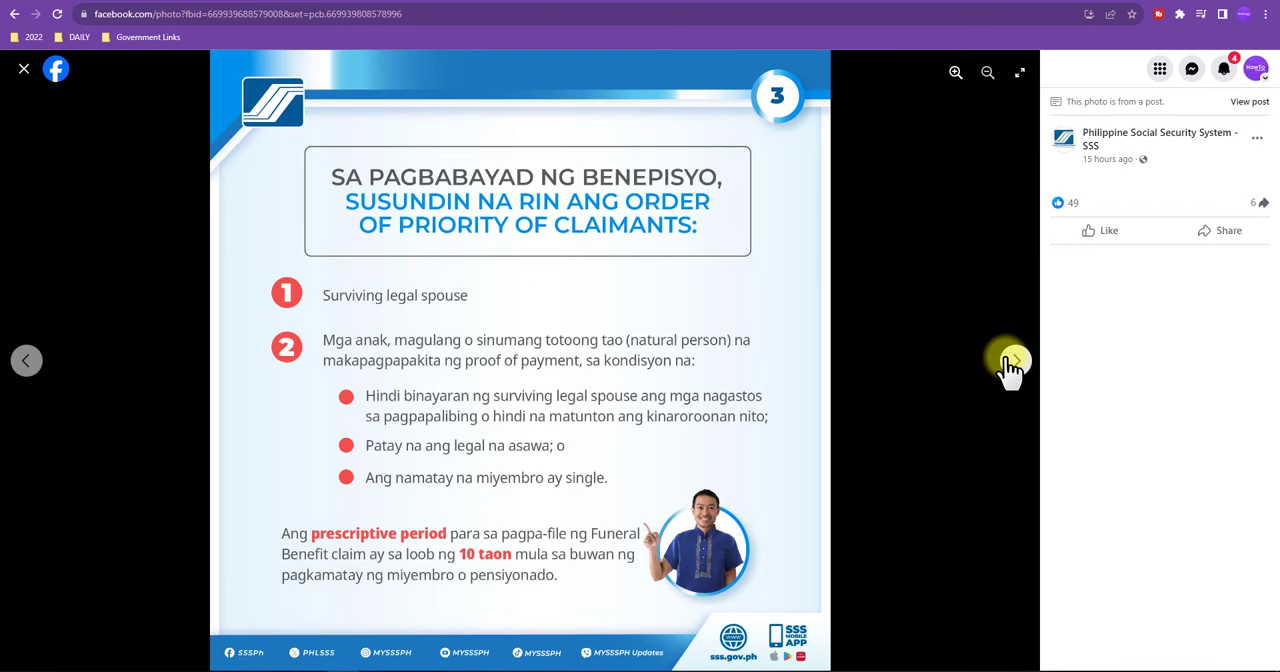 facebook.com/photo?fbid=669939688579008&set=pcb.669939808578996
2022
DAILY
Government Links
3
SA PAGBABAYAD NG BENEPISYO,
SUSUNDIN NA RIN ANG ORDER
OF PRIORITY OF CLAIMANTS:
1 Surviving legal spouse
2 Mga anak, magulang o sinumang totoong tao (natural person) na
makapagpapakita ng proof of payment, sa kondisyon na:
Hindi binayaran ng surviving legal spouse ang mga nagastos
sa pagpapalibing o hindi na matunton ang kinaroroonan nito;
Patay na ang legal na asawa; o
Ang namatay na miyembro ay single.
Ang prescriptive period para sa pagpa-file ng Funeral
Benefit claim ay sa loob ng 10 taon mula sa buwan ng
pagkamatay ng miyembro o pensiyonado.
SSSPh
PHLSSS
MYSSSPH
MYSSSPH
MYSSSPH
MYSSSPH Updates
WWW
sss.gov.ph
SSS
MOBILE
APP
4
HowTo
This photo is from a post.
View post
Philippine Social Security System -
SSS
15 hours ago
49
6
Like
Share